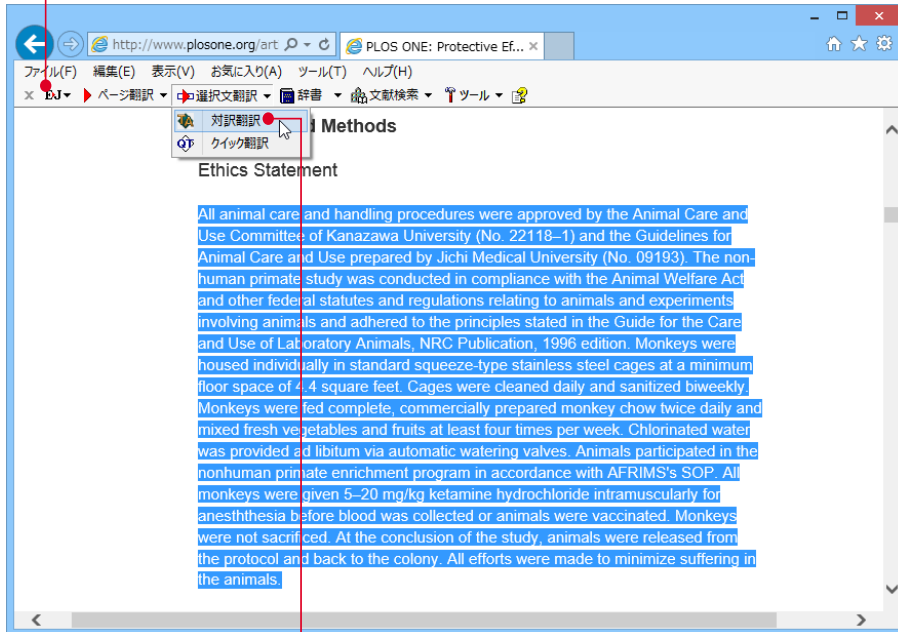 http://www.plosone.org/art
PLOS ONE: Protective Ef...
ファイル(F) 編集(E) 表示(V) お気に入り(A) ツール(T) ヘルプ(H)
x EJ ページ翻訳 選択文翻訳 辞書 文献検索 ツール
対訳翻訳
d Methods
QT クイック翻訳
Ethics Statement
All animal care and handling procedures were approved by the Animal Care and
Use Committee of Kanazawa University (No. 22118–1) and the Guidelines for
Animal Care and Use prepared by Jichi Medical University (No. 09193). The non-
human primate study was conducted in compliance with the Animal Welfare Act
and other federal statutes and regulations relating to animals and experiments
involving animals and adhered to the principles stated in the Guide for the Care
and Use of Laboratory Animals, NRC Publication, 1996 edition. Monkeys were
housed individually in standard squeeze-type stainless steel cages at a minimum
floor space of 4.4 square feet. Cages were cleaned daily and sanitized biweekly.
Monkeys were fed complete, commercially prepared monkey chow twice daily and
mixed fresh vegetables and fruits at least four times per week. Chlorinated water
was provided ad libitum via automatic watering valves. Animals participated in the
nonhuman primate enrichment program in accordance with AFRIMS's SOP. All
monkeys were given 5–20 mg/kg ketamine hydrochloride intramuscularly for
anesththesia before blood was collected or animals were vaccinated. Monkeys
were not sacrificed. At the conclusion of the study, animals were released from
the protocol and back to the colony. All efforts were made to minimize suffering in
the animals.